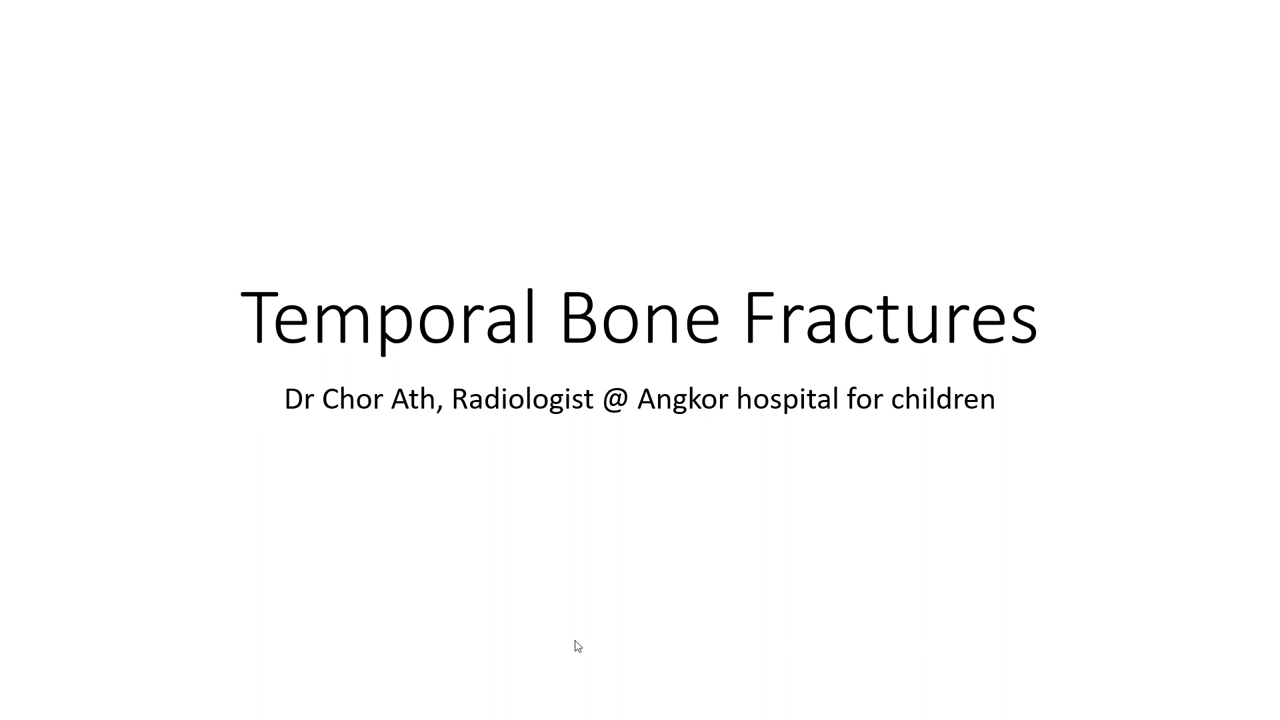 Temporal Bone Fractures
Dr Chor Ath, Radiologist @ Angkor hospital for children